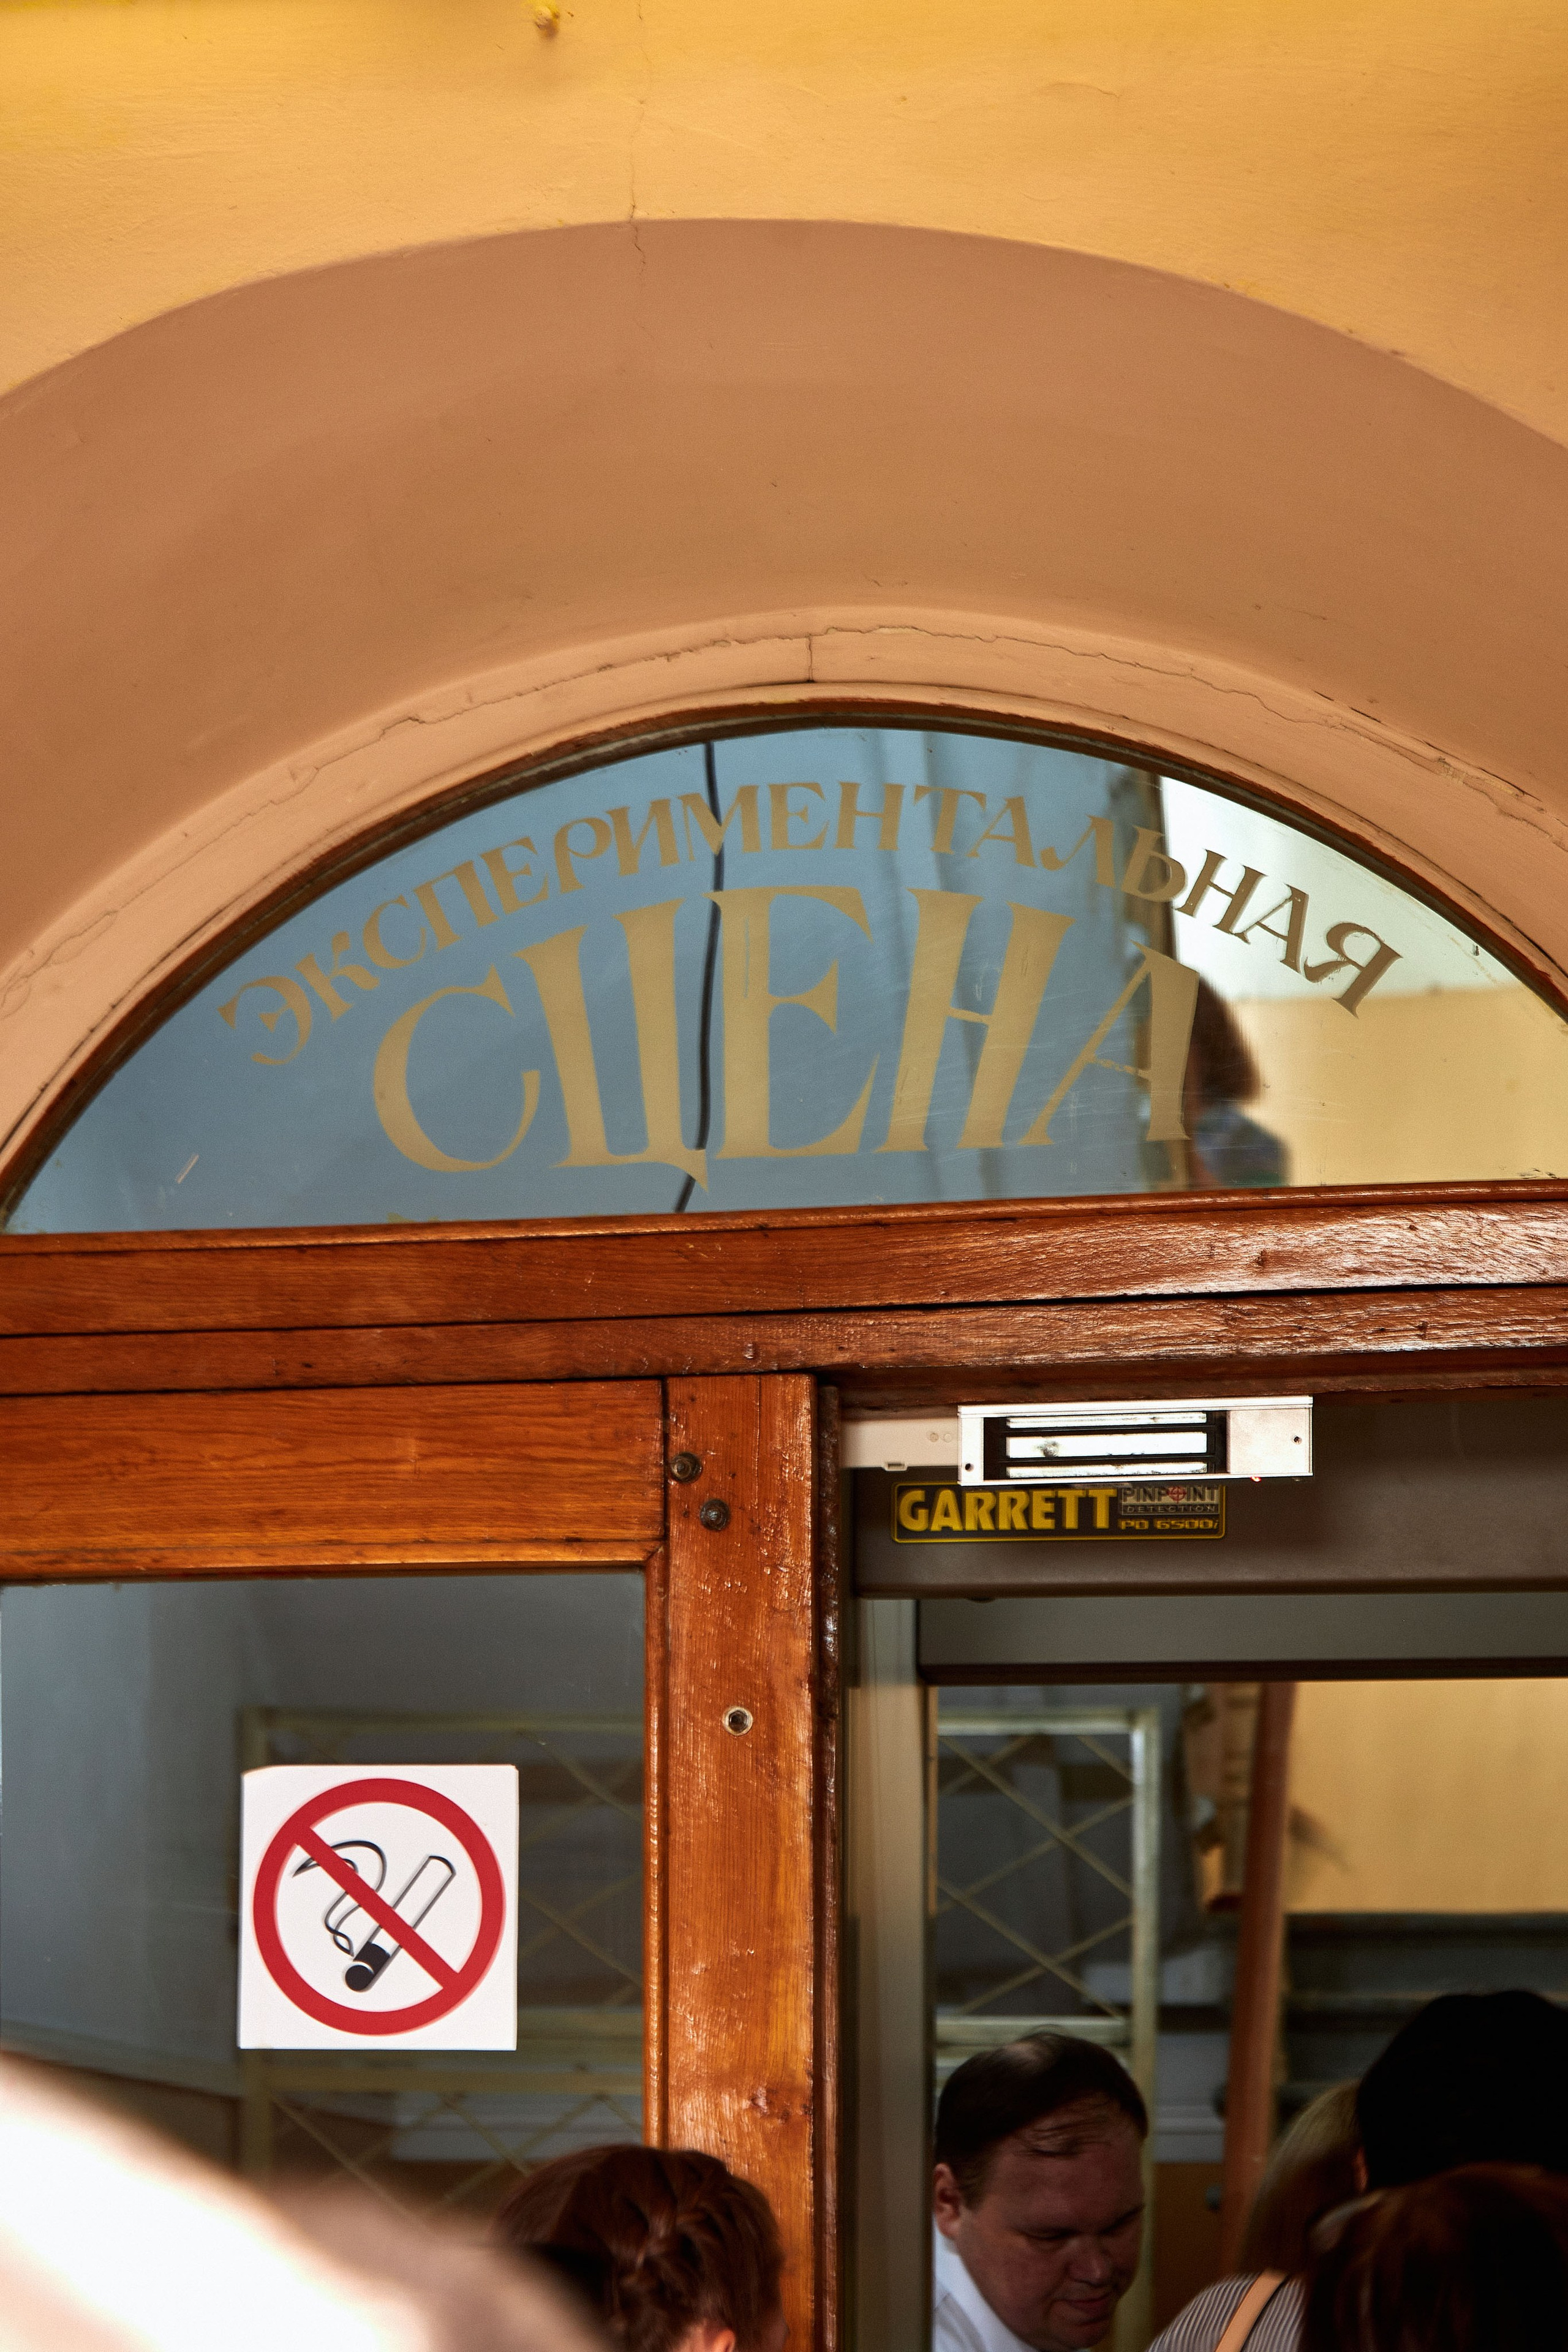 ЭКСПЕРИМЕНТАЛЬНАЯ
СЦЕНА
GARRETT PINPOINT
DETECTION
PD 6500i